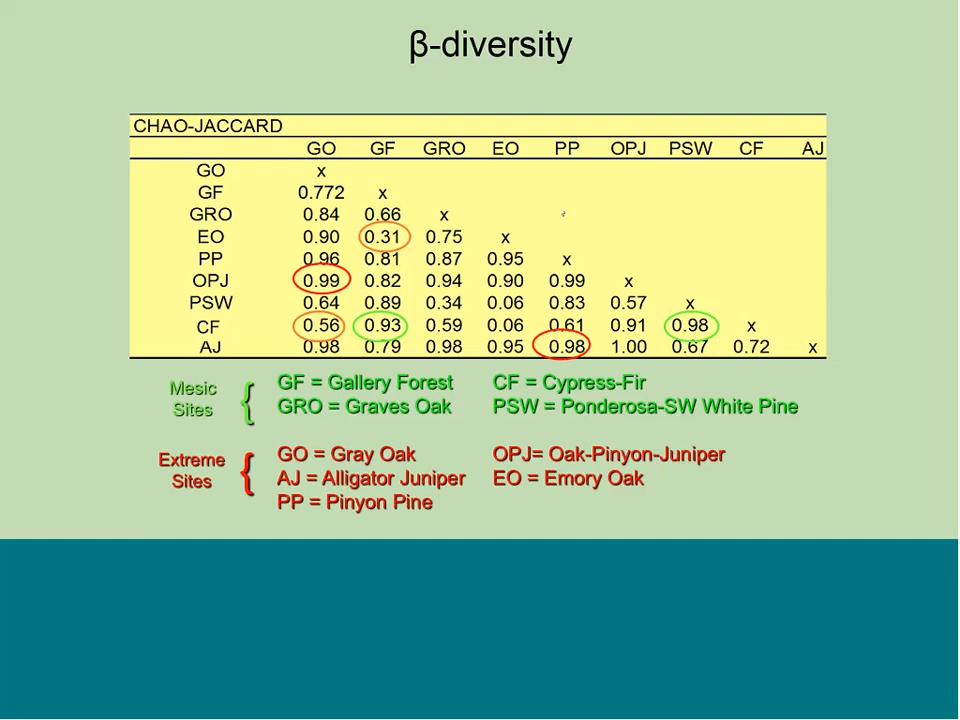 β-diversity
CHAO-JACCARD
GO GF GRO EO PP OPJ PSW CF AJ
GO x
GF 0.772 x
GRO 0.84 0.66 x
EO 0.90 0.31 0.75 x
PP 0.96 0.81 0.87 0.95 x
OPJ 0.99 0.82 0.94 0.90 0.99 x
PSW 0.64 0.89 0.34 0.06 0.83 0.57 x
CF 0.56 0.93 0.59 0.06 0.61 0.91 0.98 x
AJ 0.98 0.79 0.98 0.95 0.98 1.00 0.67 0.72 x
Mesic Sites { GF = Gallery Forest CF = Cypress-Fir
GRO = Graves Oak PSW = Ponderosa-SW White Pine
Extreme Sites { GO = Gray Oak OPJ= Oak-Pinyon-Juniper
AJ = Alligator Juniper EO = Emory Oak
PP = Pinyon Pine